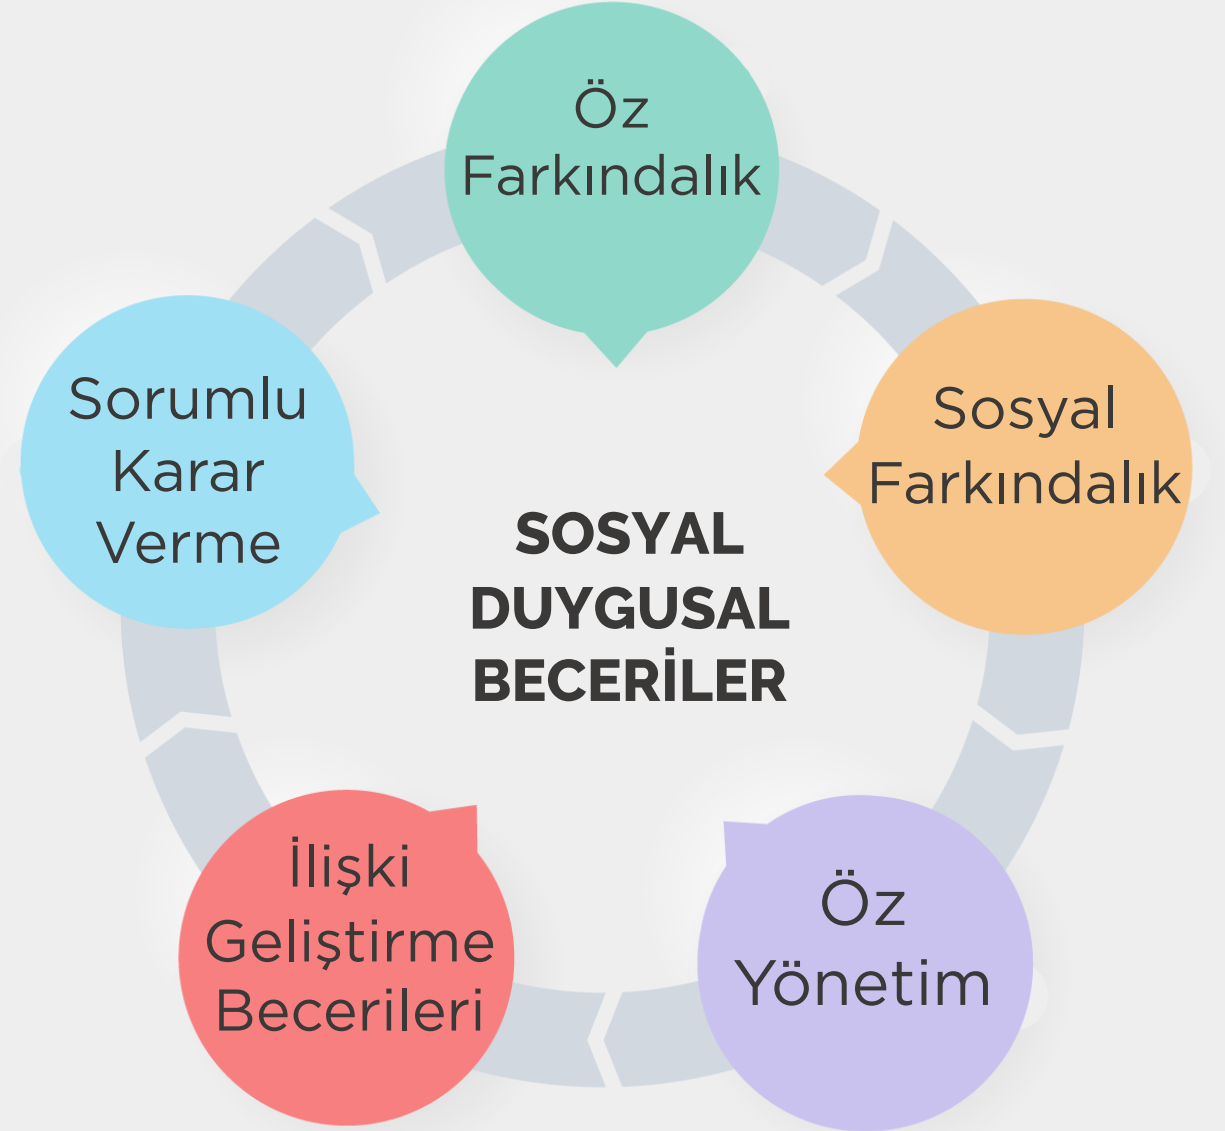 Öz
Farkındalık
Sosyal
Farkındalık
Öz
Yönetim
İlişki
Geliştirme
Becerileri
Sorumlu
Karar
Verme
SOSYAL
DUYGUSAL
BECERİLER